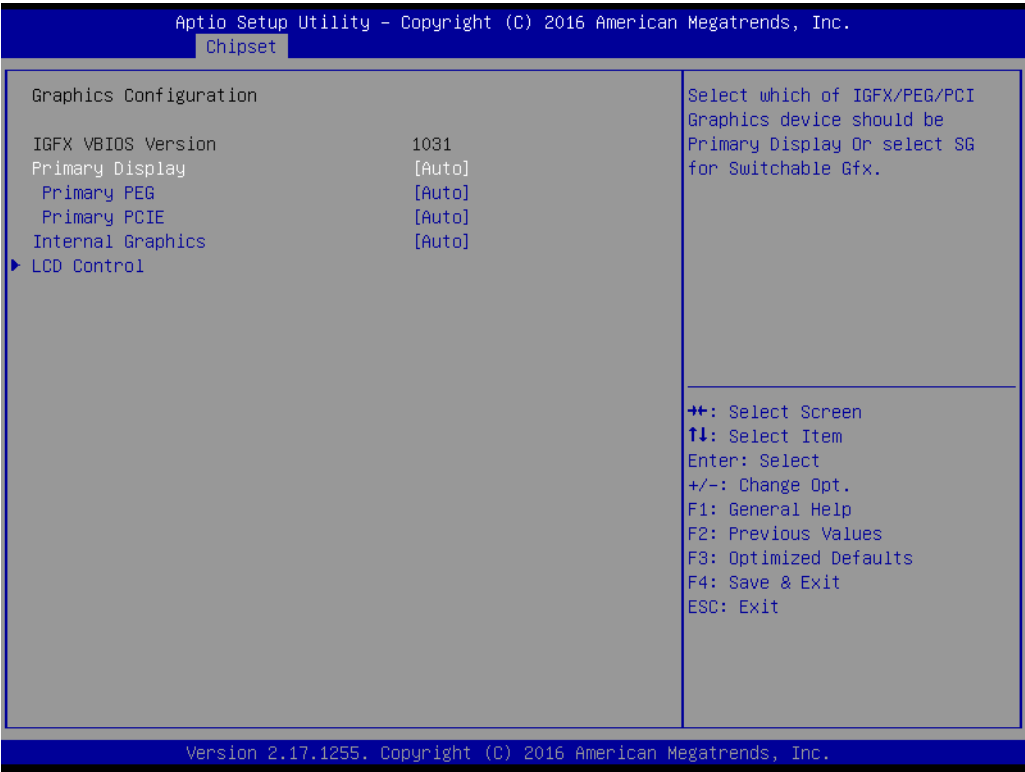 Aptio Setup Utility – Copyright (C) 2016 American Megatrends, Inc.
Chipset
Graphics Configuration
IGFX VBIOS Version 1031
Primary Display [Auto]
Primary PEG [Auto]
Primary PCIE [Auto]
Internal Graphics [Auto]
▶ LCD Control
Select which of IGFX/PEG/PCI
Graphics device should be
Primary Display Or select SG
for Switchable Gfx.
→←: Select Screen
↑↓: Select Item
Enter: Select
+/-: Change Opt.
F1: General Help
F2: Previous Values
F3: Optimized Defaults
F4: Save & Exit
ESC: Exit
Version 2.17.1255. Copyright (C) 2016 American Megatrends, Inc.